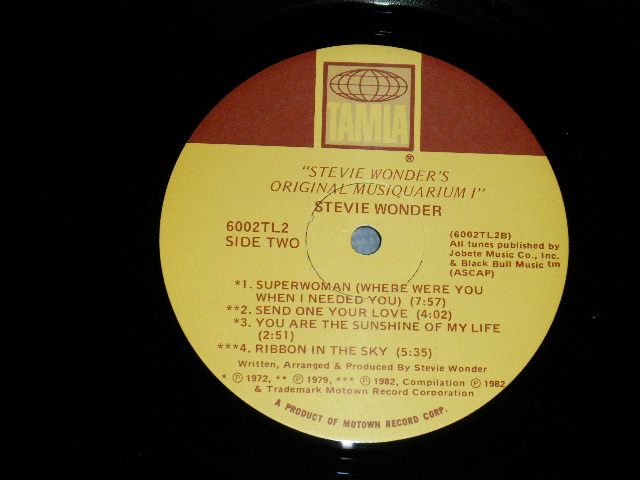 TAMLA
®
"STEVIE WONDER'S
ORIGINAL MUSIQUARIUM I"
STEVIE WONDER
6002TL2
SIDE TWO
(6002TL2B)
All tunes published by
Jobete Music Co., Inc.
& Black Bull Music tm
(ASCAP)
*1. SUPERWOMAN (WHERE WERE YOU
WHEN I NEEDED YOU) (7:57)
**2. SEND ONE YOUR LOVE (4:02)
*3. YOU ARE THE SUNSHINE OF MY LIFE
(2:51)
***4. RIBBON IN THE SKY (5:35)
Written, Arranged & Produced By Stevie Wonder
* ℗ 1972, ** ℗ 1979, *** ℗ 1982, Compilation ℗ 1982
& Trademark Motown Record Corporation
A PRODUCT OF MOTOWN RECORD CORP.